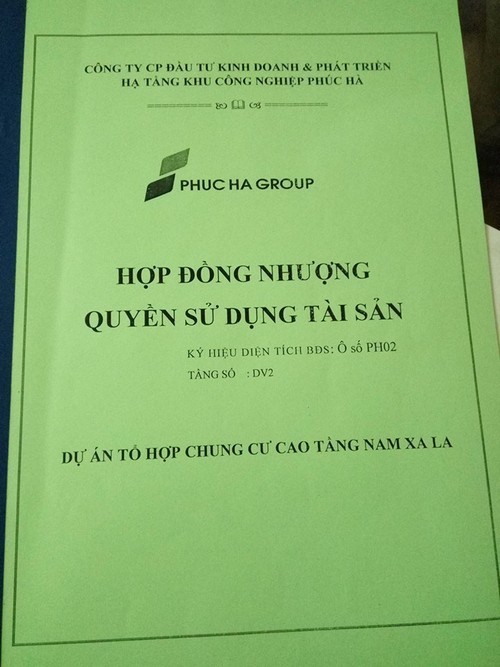 CÔNG TY CP ĐẦU TƯ KINH DOANH & PHÁT TRIỂN
HẠ TẦNG KHU CÔNG NGHIỆP PHÚC HÀ
PHUC HA GROUP
HỢP ĐỒNG NHƯỢNG
QUYỀN SỬ DỤNG TÀI SẢN
KÝ HIỆU DIỆN TÍCH BĐS: Ô số PH02
TẦNG SỐ : DV2
DỰ ÁN TỔ HỢP CHUNG CƯ CAO TẦNG NAM XA LA